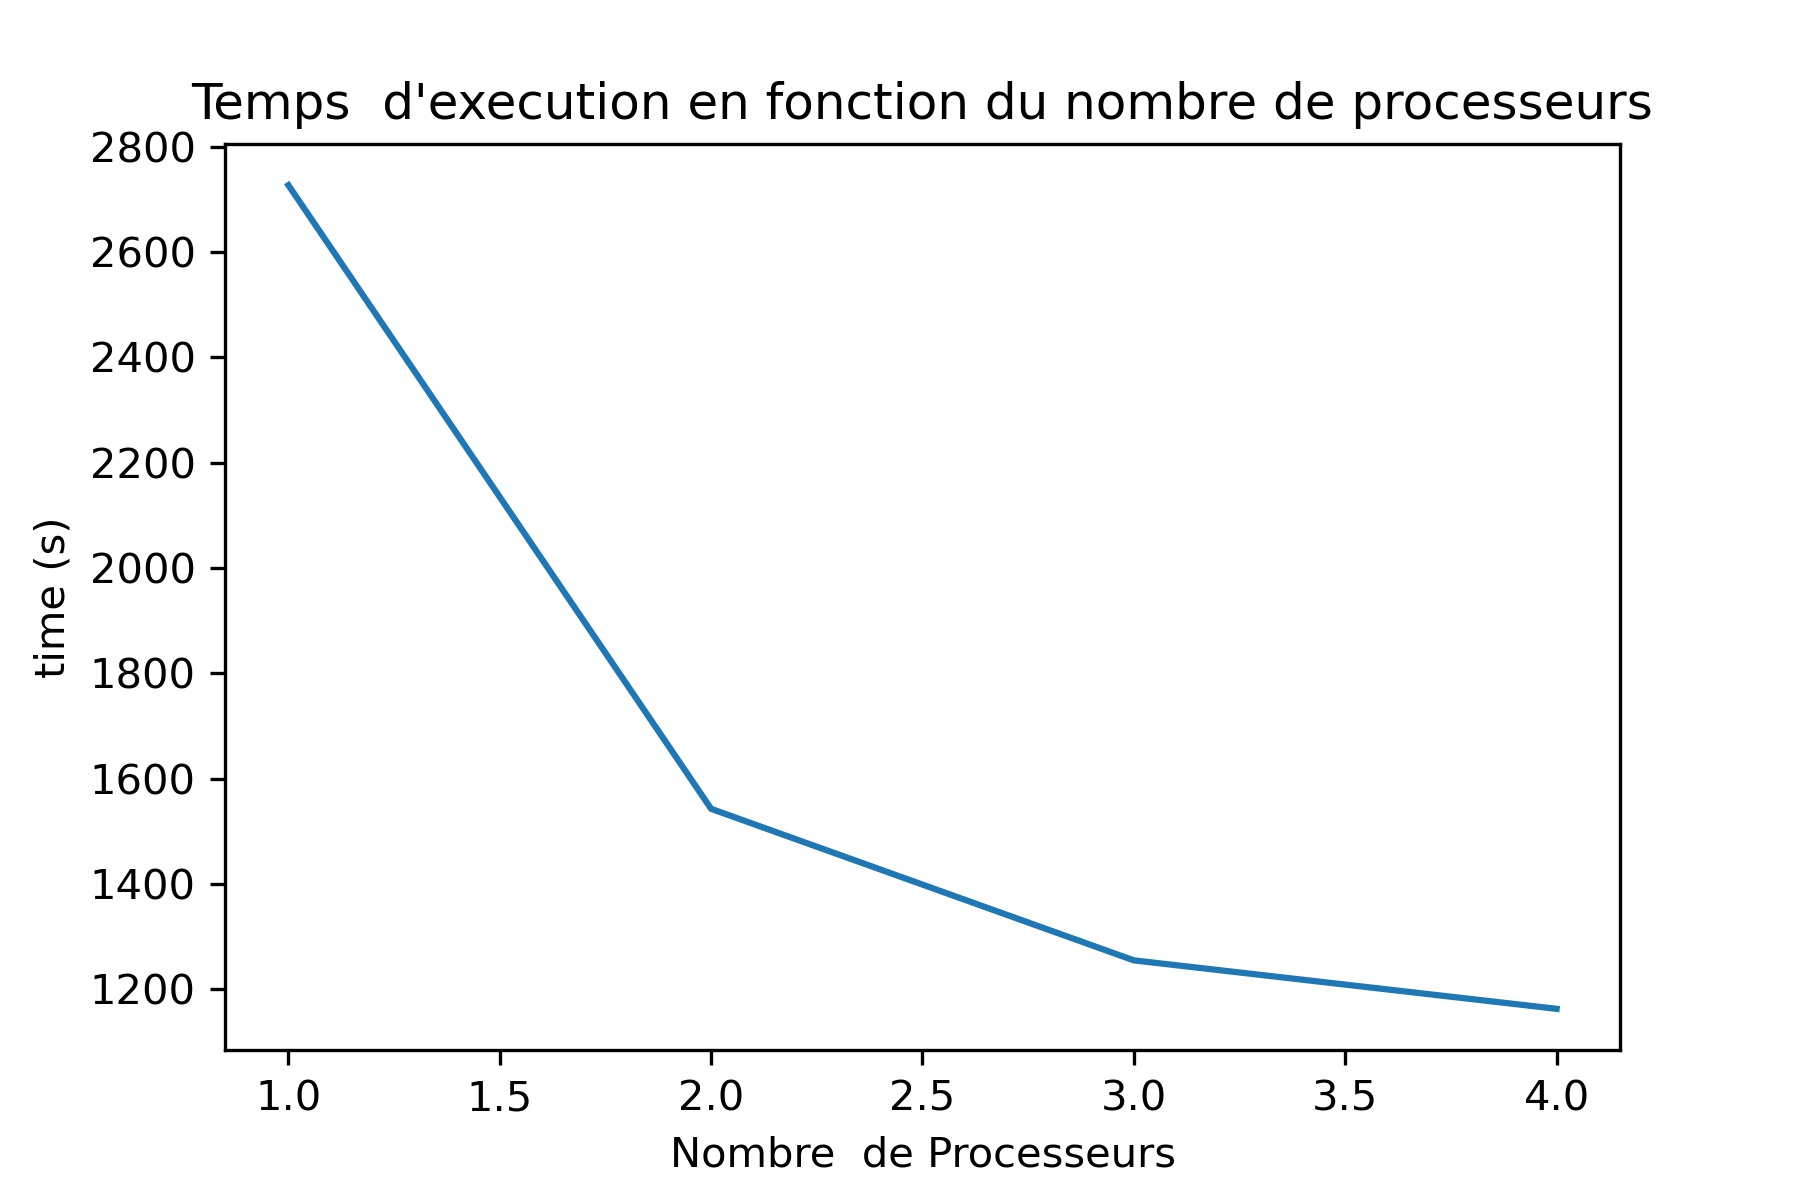 Temps  d'execution en fonction du nombre de processeurs
2800
2600
2400
2200
2000
1800
1600
1400
1200
time (s)
1.0 1.5 2.0 2.5 3.0 3.5 4.0
Nombre  de Processeurs